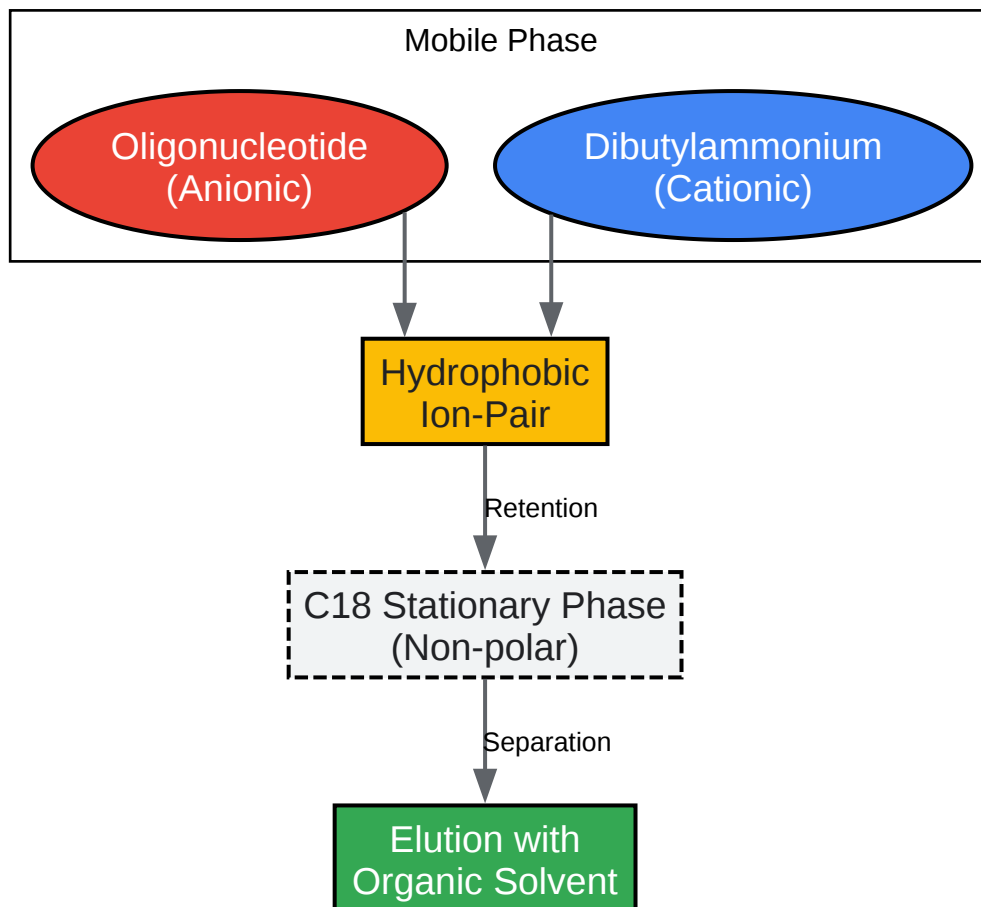 Mobile Phase
Oligonucleotide
(Anionic)
Dibutylammonium
(Cationic)
Hydrophobic
Ion-Pair
Retention
C18 Stationary Phase
(Non-polar)
Separation
Elution with
Organic Solvent